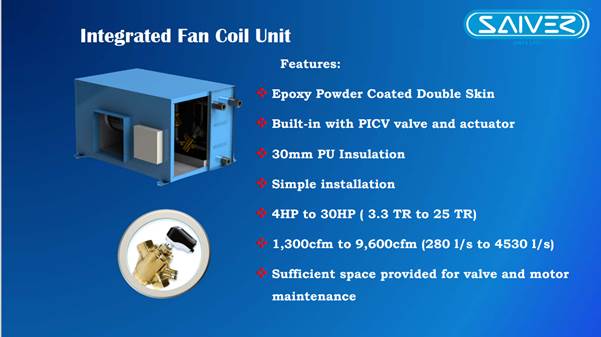 SAIVER
Integrated Fan Coil Unit
Features:
Epoxy Powder Coated Double Skin
Built-in with PICV valve and actuator
30mm PU Insulation
Simple installation
4HP to 30HP ( 3.3 TR to 25 TR)
1,300cfm to 9,600cfm (280 l/s to 4530 l/s)
Sufficient space provided for valve and motor
maintenance